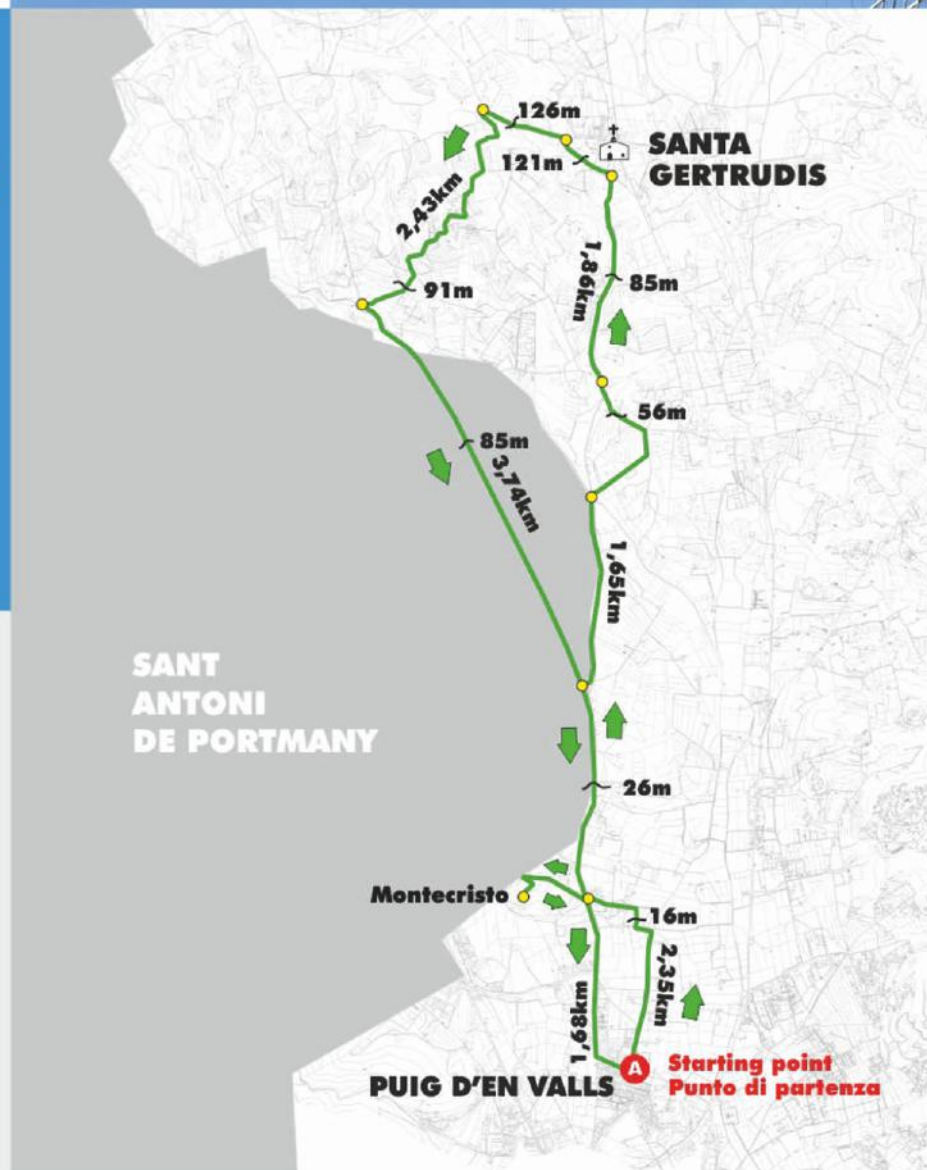 126m
SANTA
GERTRUDIS
121m
2,43km
1,86km
85m
91m
56m
85m
3,74km
1,65km
SANT
ANTONI
DE PORTMANY
26m
Montecristo
16m
2,35km
1,68km
A
Starting point
Punto di partenza
PUIG D'EN VALLS